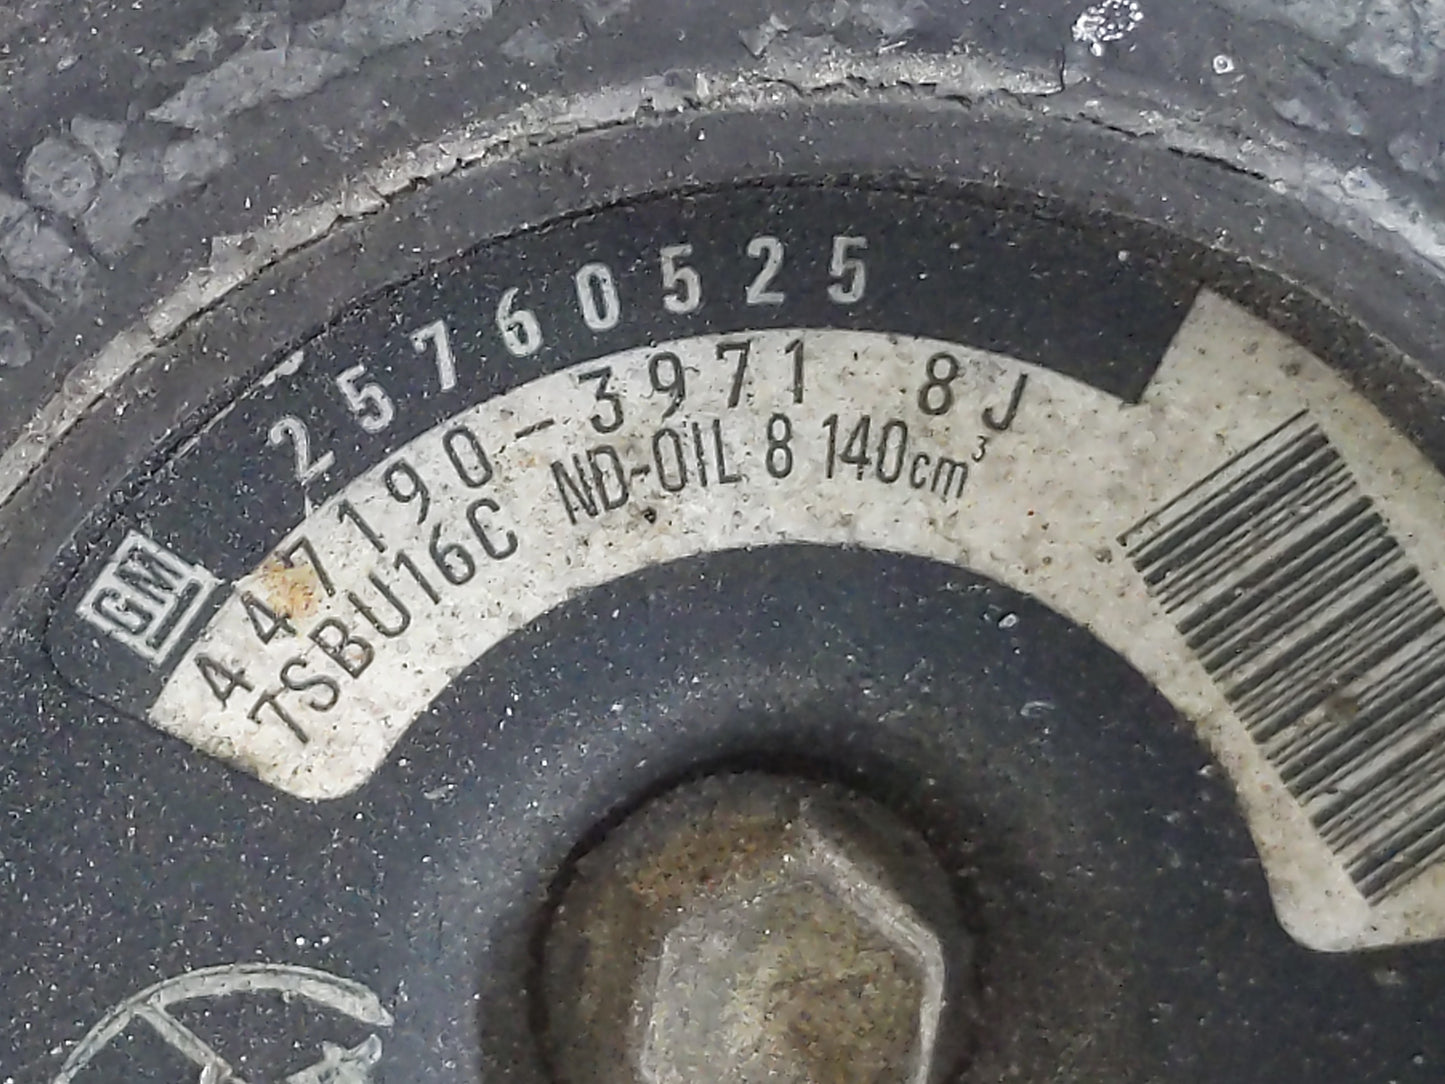 GM 25760525
447190-3971 8J
TSBU16C ND-OIL 8 140cm³